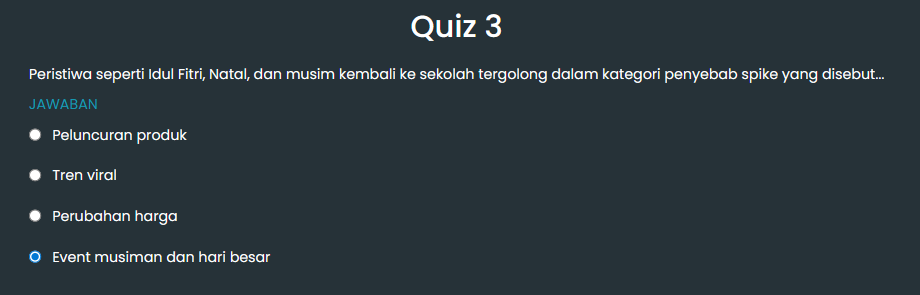 Quiz 3
Peristiwa seperti Idul Fitri, Natal, dan musim kembali ke sekolah tergolong dalam kategori penyebab spike yang disebut...
JAWABAN
Peluncuran produk
Tren viral
Perubahan harga
Event musiman dan hari besar